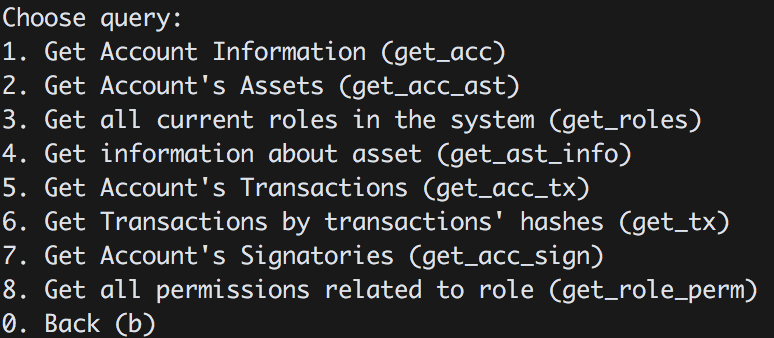 Choose query:
1. Get Account Information (get_acc)
2. Get Account's Assets (get_acc_ast)
3. Get all current roles in the system (get_roles)
4. Get information about asset (get_ast_info)
5. Get Account's Transactions (get_acc_tx)
6. Get Transactions by transactions' hashes (get_tx)
7. Get Account's Signatories (get_acc_sign)
8. Get all permissions related to role (get_role_perm)
0. Back (b)